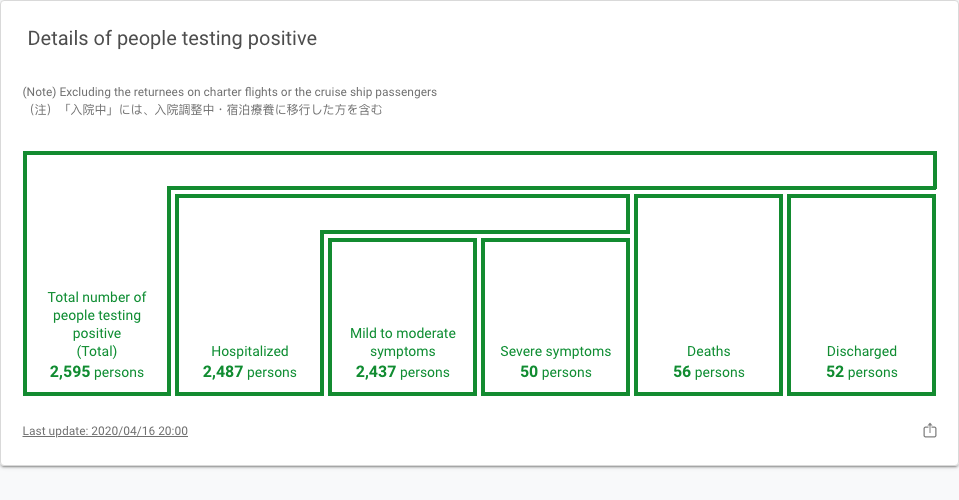 Details of people testing positive
(Note) Excluding the returnees on charter flights or the cruise ship passengers
（注）「入院中」には、入院調整中・宿泊療養に移行した方を含む
Total number of
people testing
positive
(Total)
2,595 persons
Hospitalized
2,487 persons
Mild to moderate
symptoms
2,437 persons
Severe symptoms
50 persons
Deaths
56 persons
Discharged
52 persons
Last update: 2020/04/16 20:00